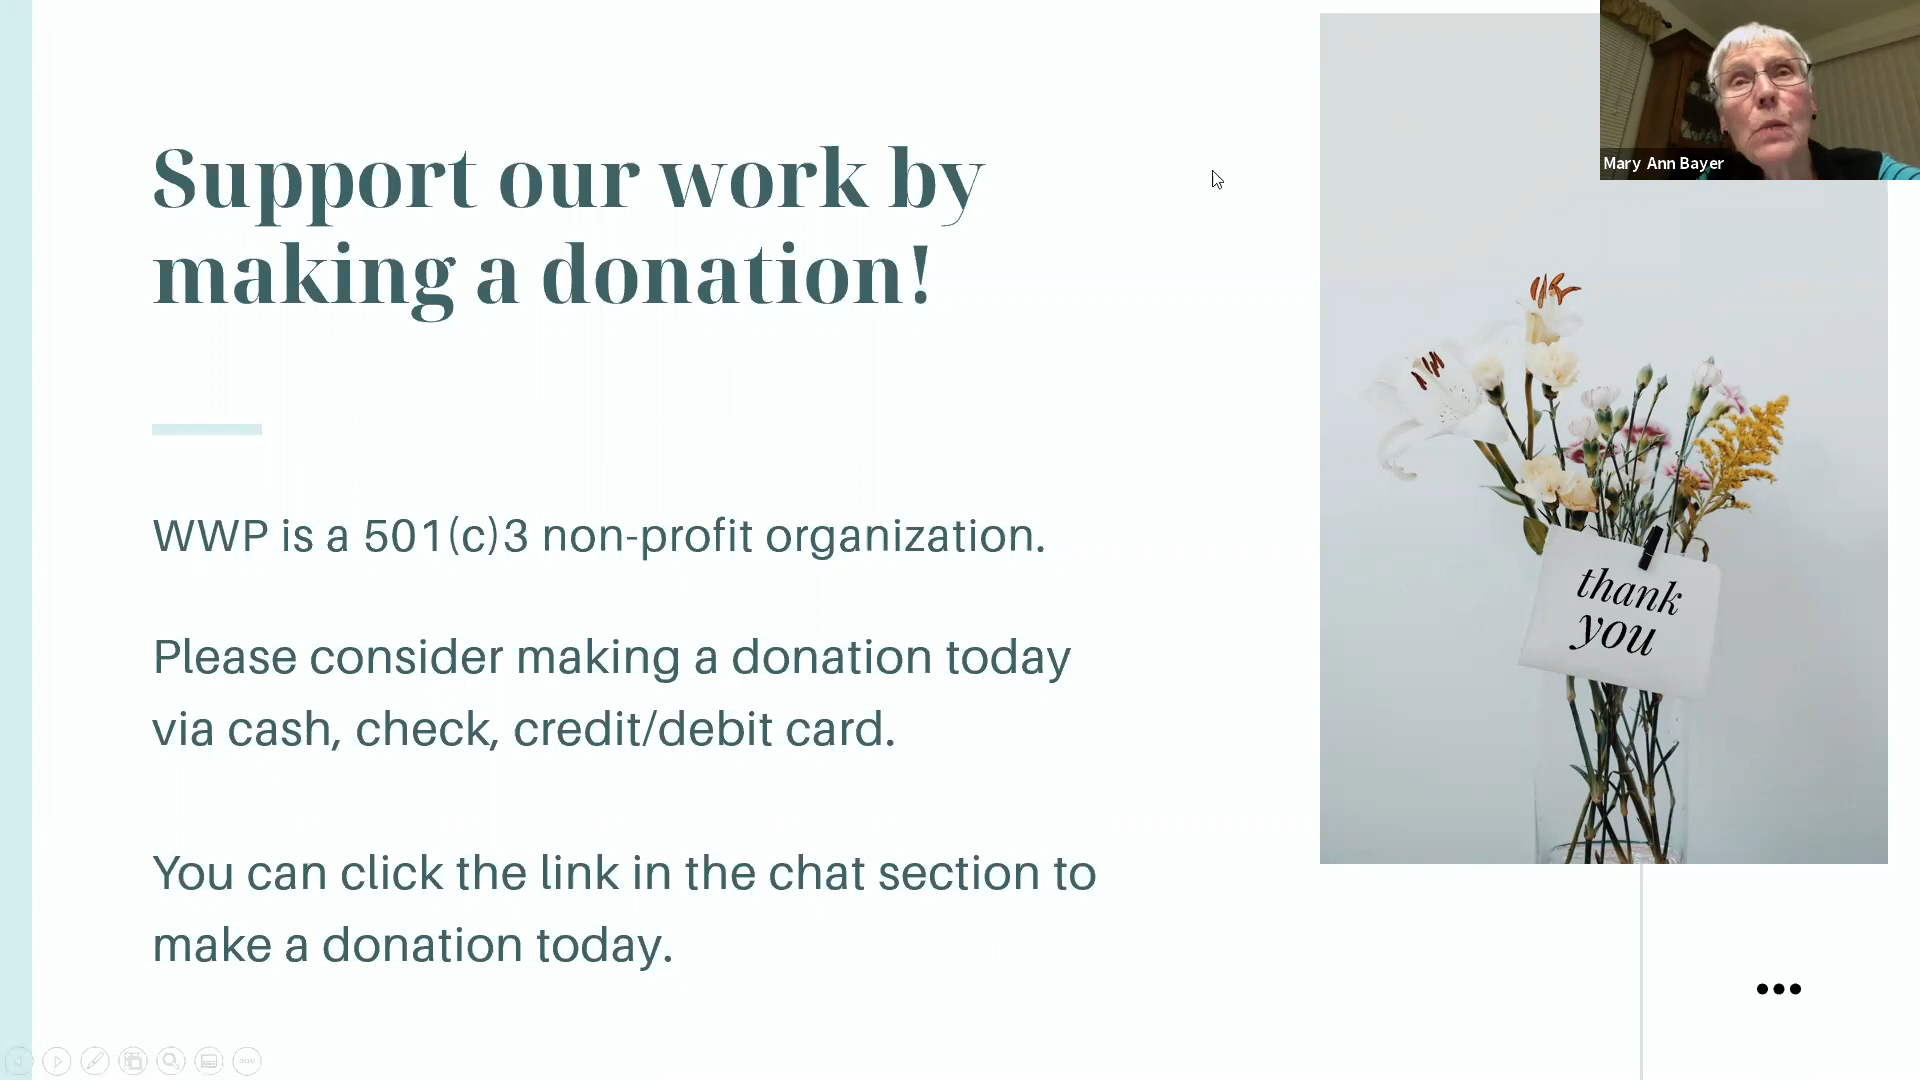 Support our work by
making a donation!
WWP is a 501(c)3 non-profit organization.
Please consider making a donation today
via cash, check, credit/debit card.
You can click the link in the chat section to
make a donation today.
thank
you
Mary Ann Bayer